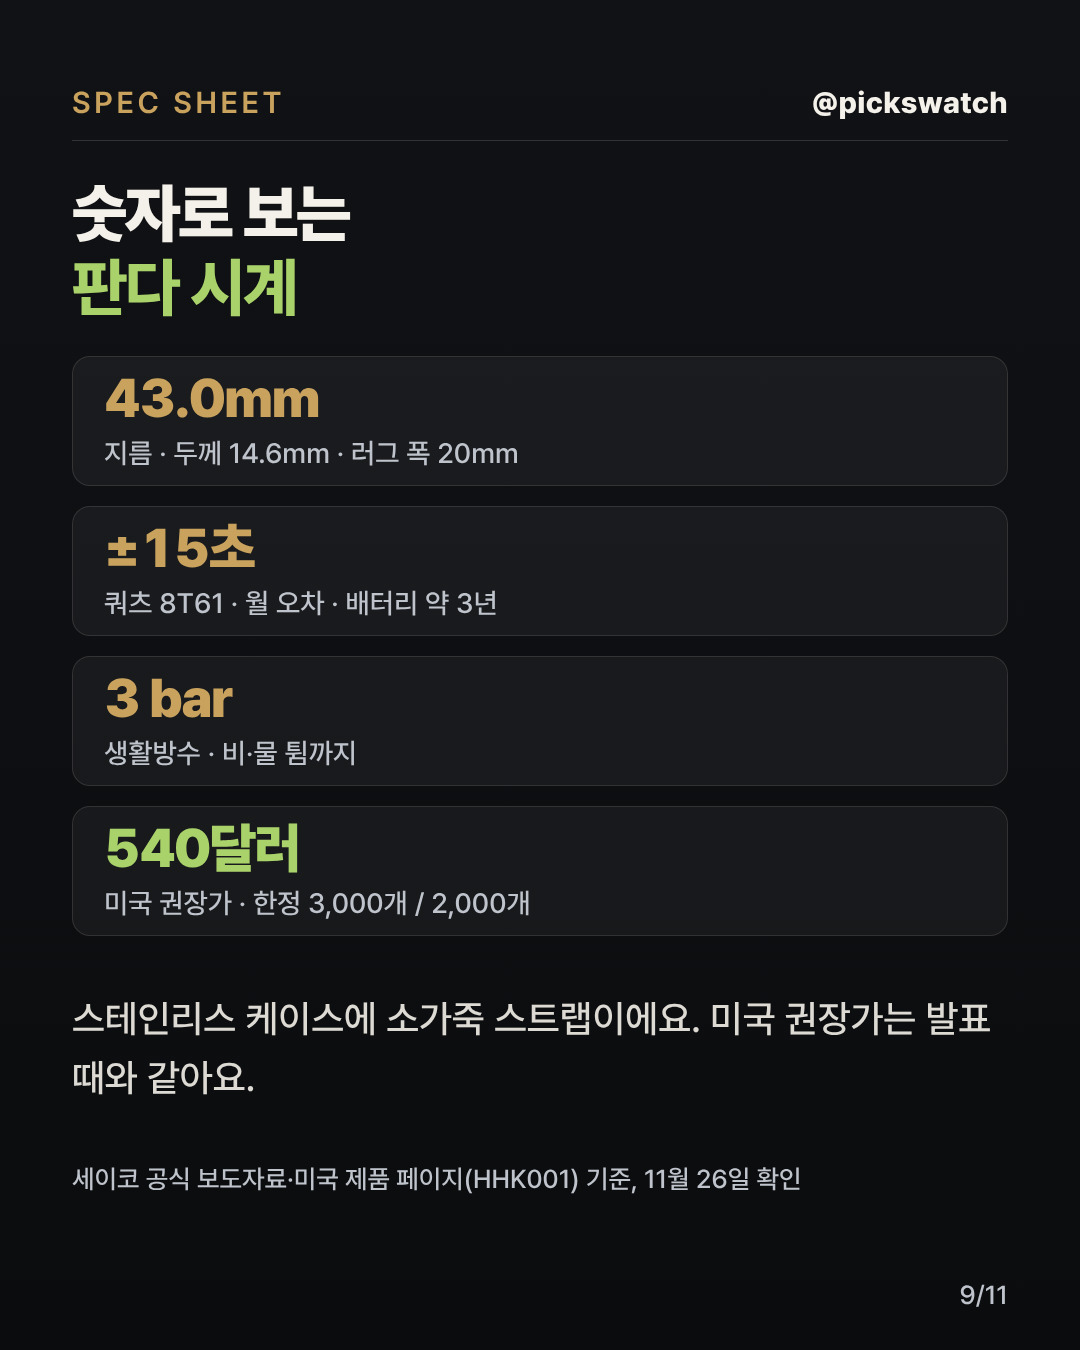 SPEC SHEET
@pickswatch
숫자로 보는
판다 시계
43.0mm
지름 · 두께 14.6mm · 러그 폭 20mm
±15초
쿼츠 8T61 · 월 오차 · 배터리 약 3년
3 bar
생활방수 · 비·물 튐까지
540달러
미국 권장가 · 한정 3,000개 / 2,000개
스테인리스 케이스에 소가죽 스트랩이에요. 미국 권장가는 발표
때와 같아요.
세이코 공식 보도자료·미국 제품 페이지(HHK001) 기준, 11월 26일 확인
9/11